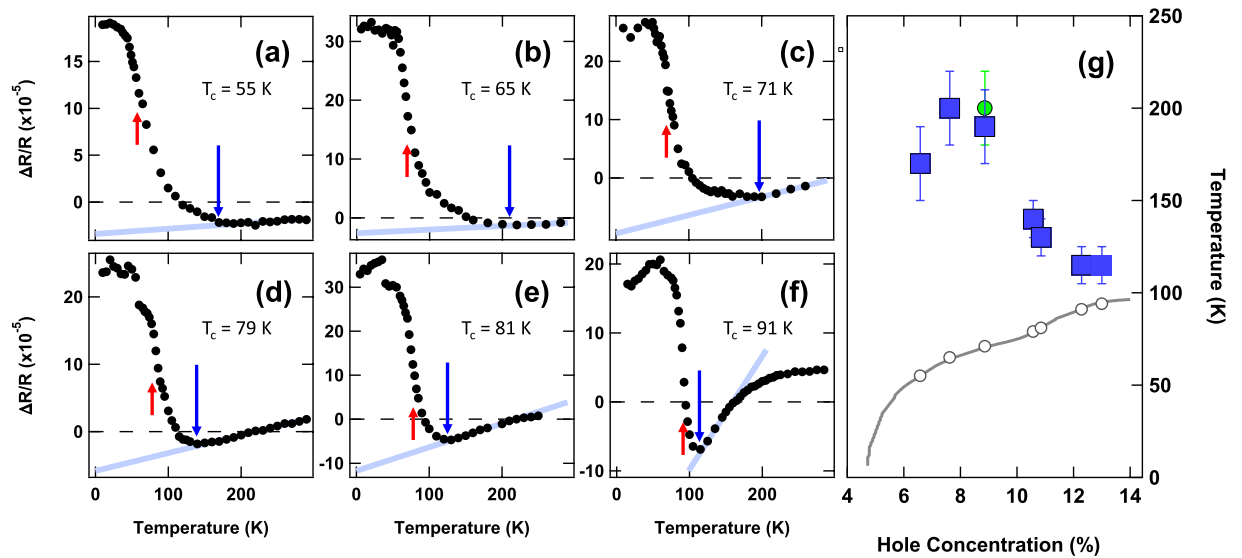 (a)
T_c = 55 K
15
10
5
0
ΔR/R (x10^-5)
(b)
T_c = 65 K
30
20
10
0
(c)
T_c = 71 K
20
10
0
(d)
T_c = 79 K
20
10
0
ΔR/R (x10^-5)
0
100
200
Temperature (K)
(e)
T_c = 81 K
30
20
10
0
-10
0
100
200
Temperature (K)
(f)
T_c = 91 K
20
10
0
-10
0
100
200
Temperature (K)
(g)
250
200
150
100
50
0
Temperature (K)
4
6
8
10
12
14
Hole Concentration (%)